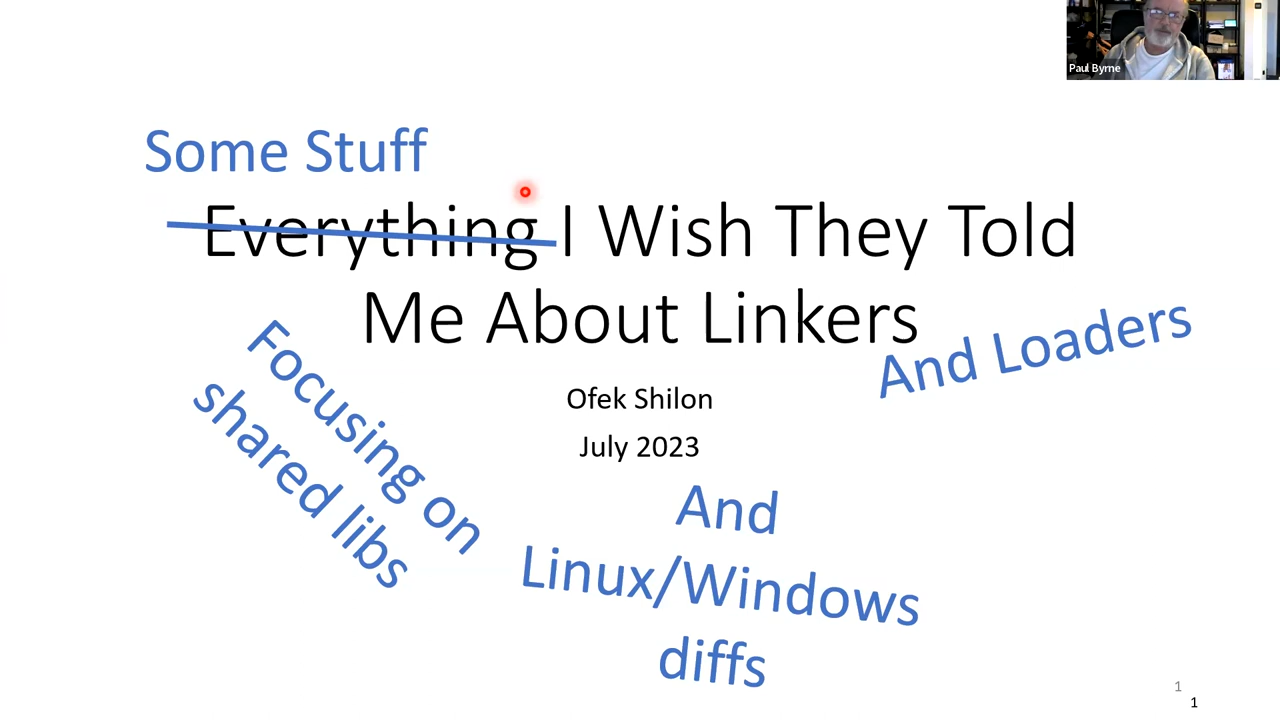 Paul Byrne
Some Stuff
Everything I Wish They Told
Me About Linkers
And Loaders
Focusing on
shared libs
Ofek Shilon
July 2023
And
Linux/Windows
diffs
1
1